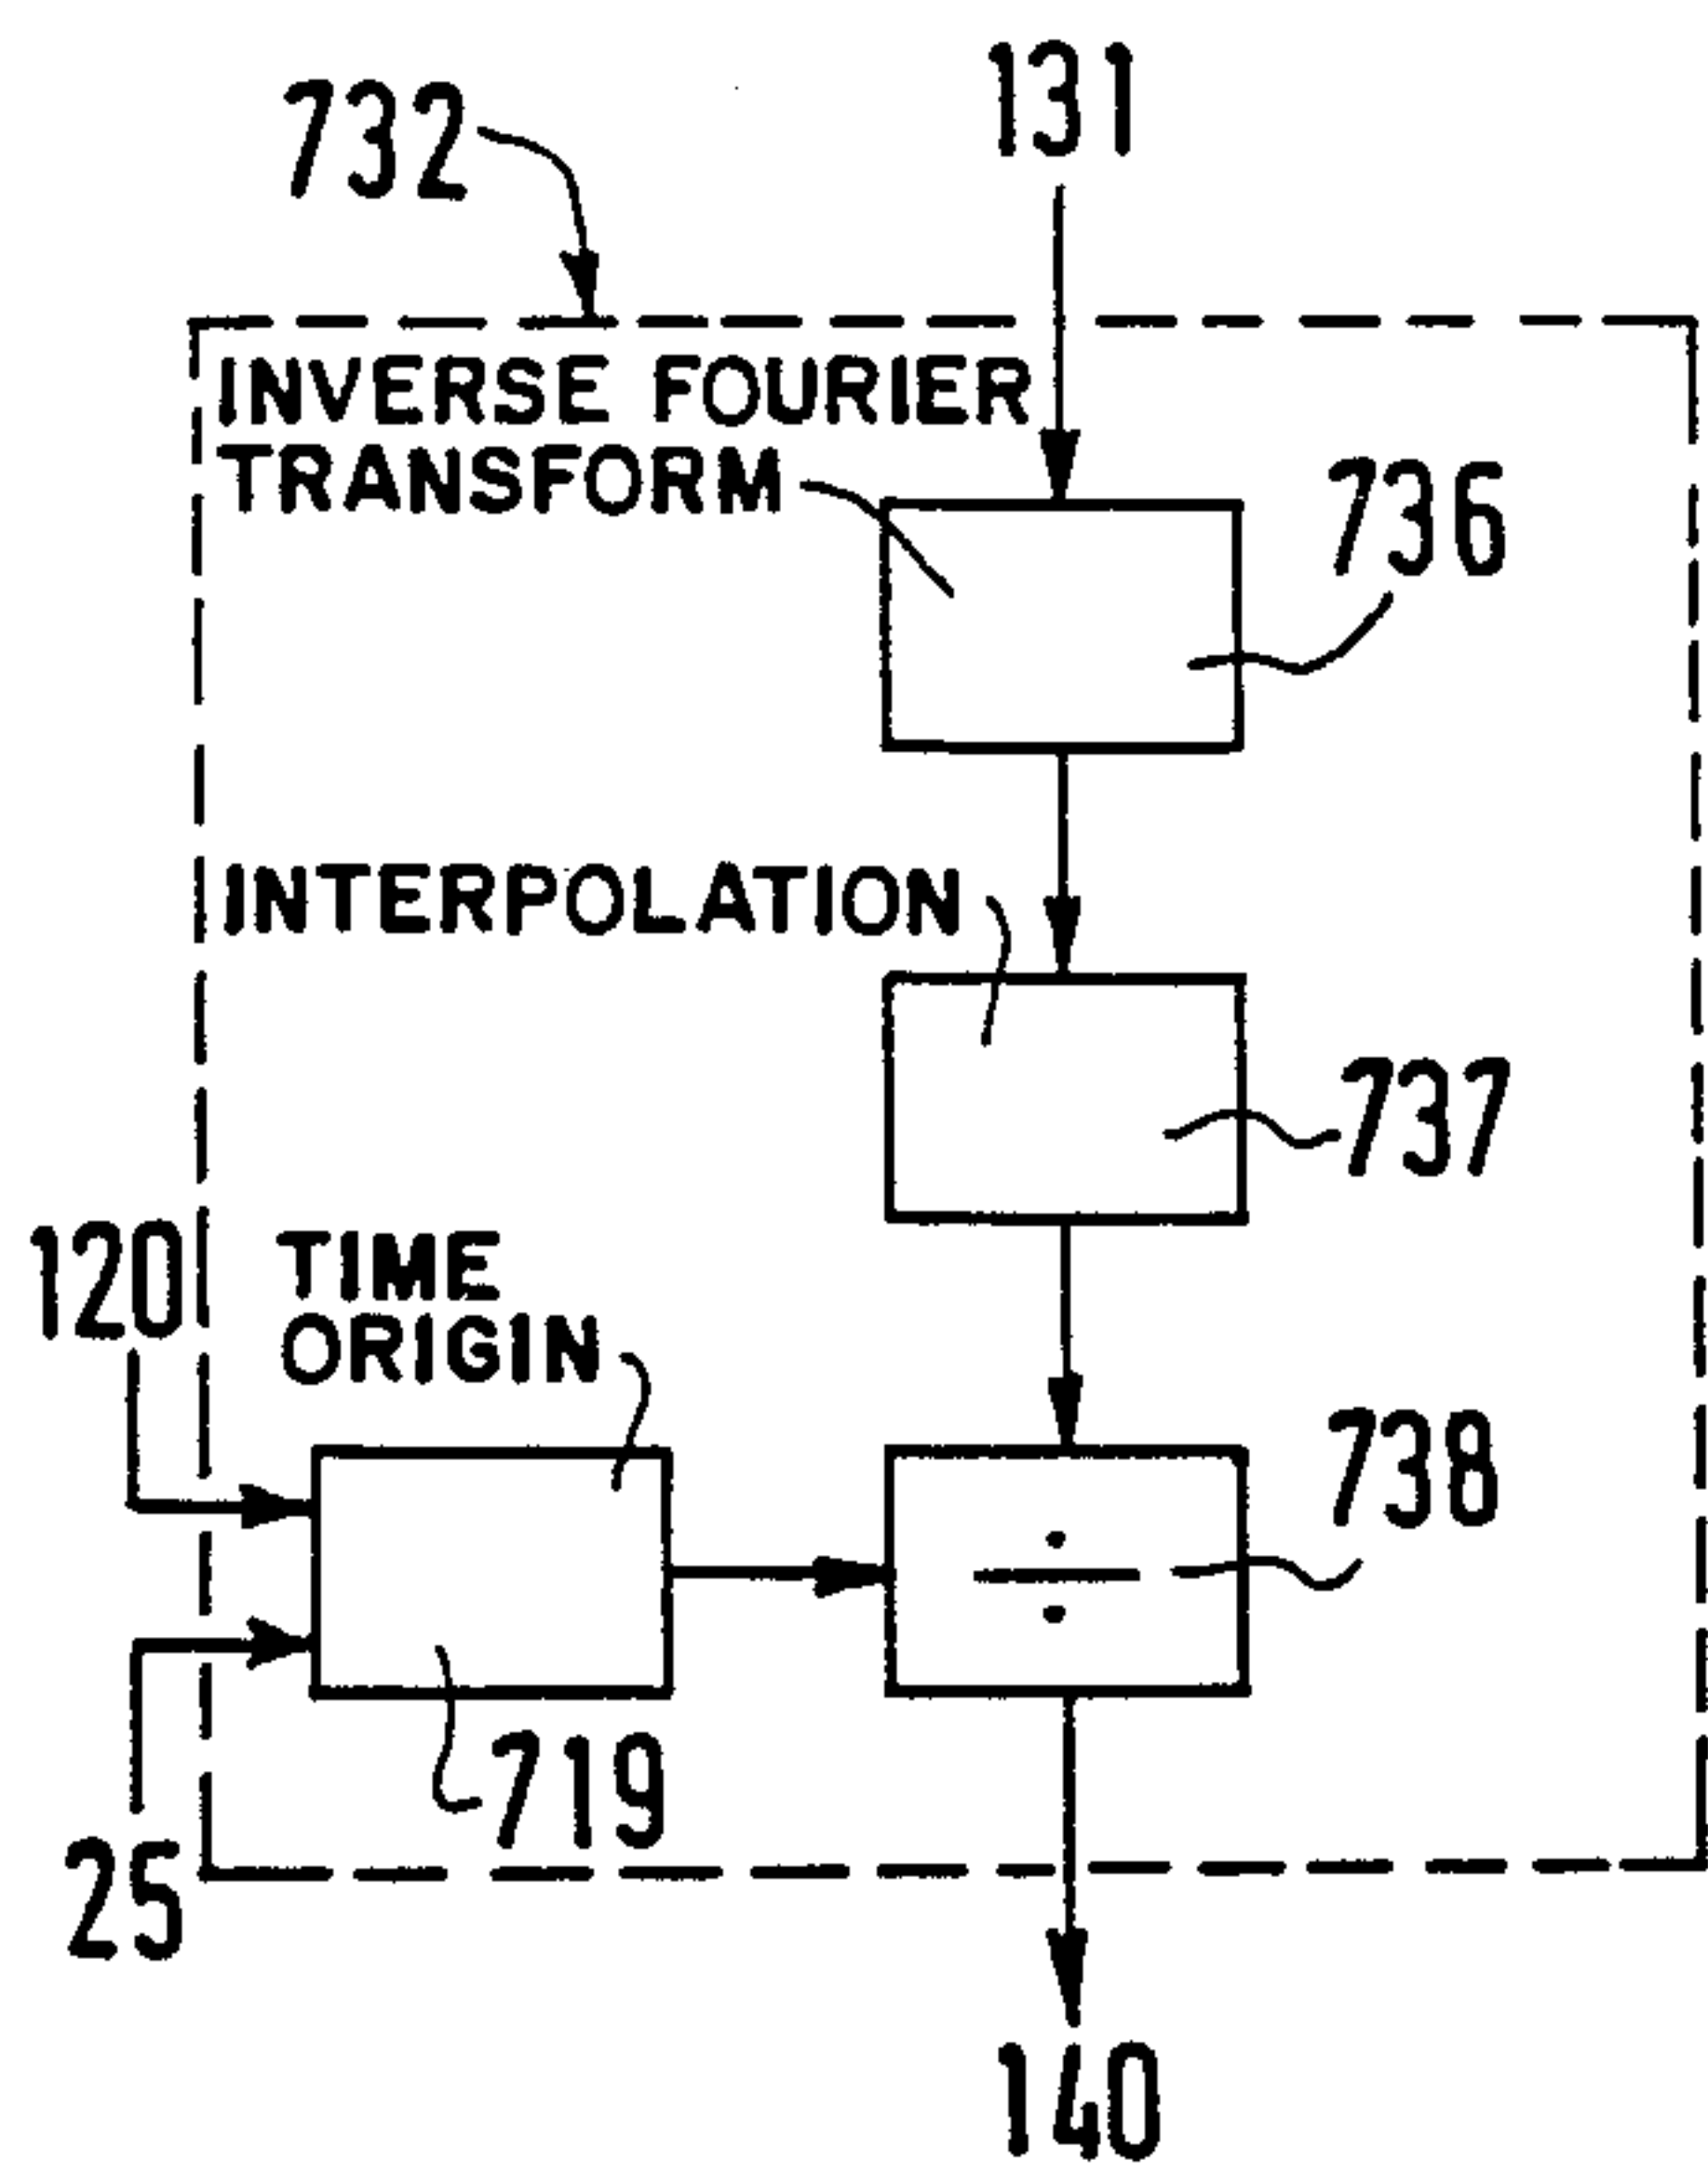 732
131
INVERSE FOURIER
TRANSFORM
736
INTERPOLATION
737
120
TIME
ORIGIN
738
÷
719
25
140